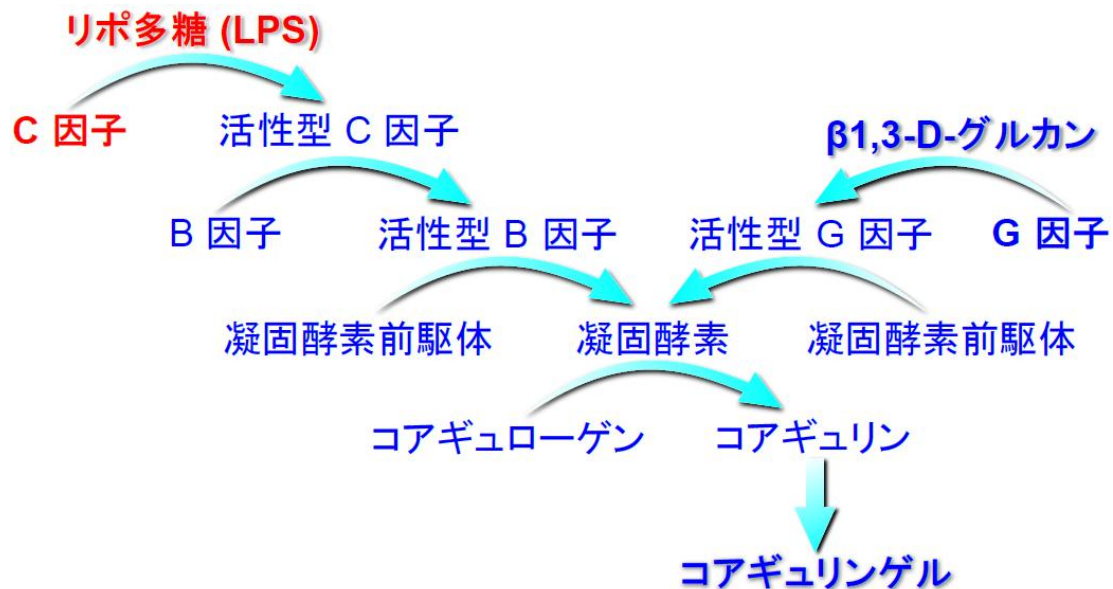 リポ多糖 (LPS)
C 因子 活性型 C 因子 β1,3-D-グルカン
B 因子 活性型 B 因子 活性型 G 因子 G 因子
凝固酵素前駆体 凝固酵素 凝固酵素前駆体
コアギュローゲン コアギュリン
コアギュリンゲル